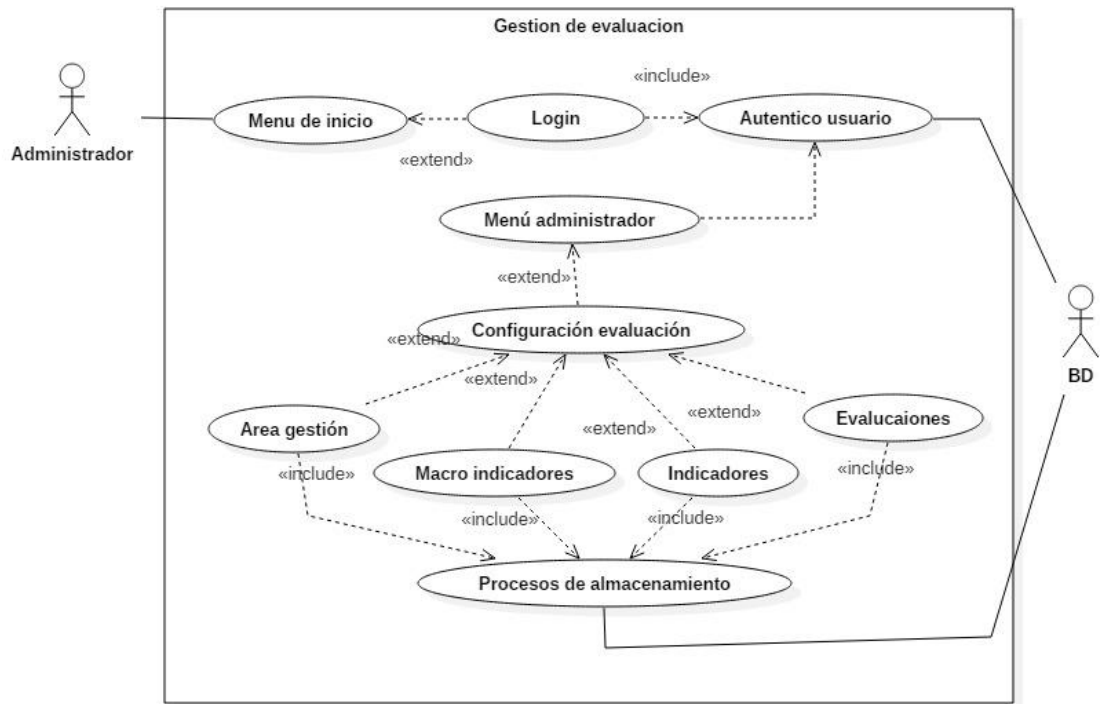 Gestion de evaluacion
«include»
Menu de inicio
Login
Autentico usuario
Administrador
«extend»
Menú administrador
«extend»
Configuración evaluación
«extend»
«extend»
BD
Area gestión
«extend»
«extend»
Evalucaiones
«include»
Macro indicadores
Indicadores
«include»
«include»
«include»
Procesos de almacenamiento